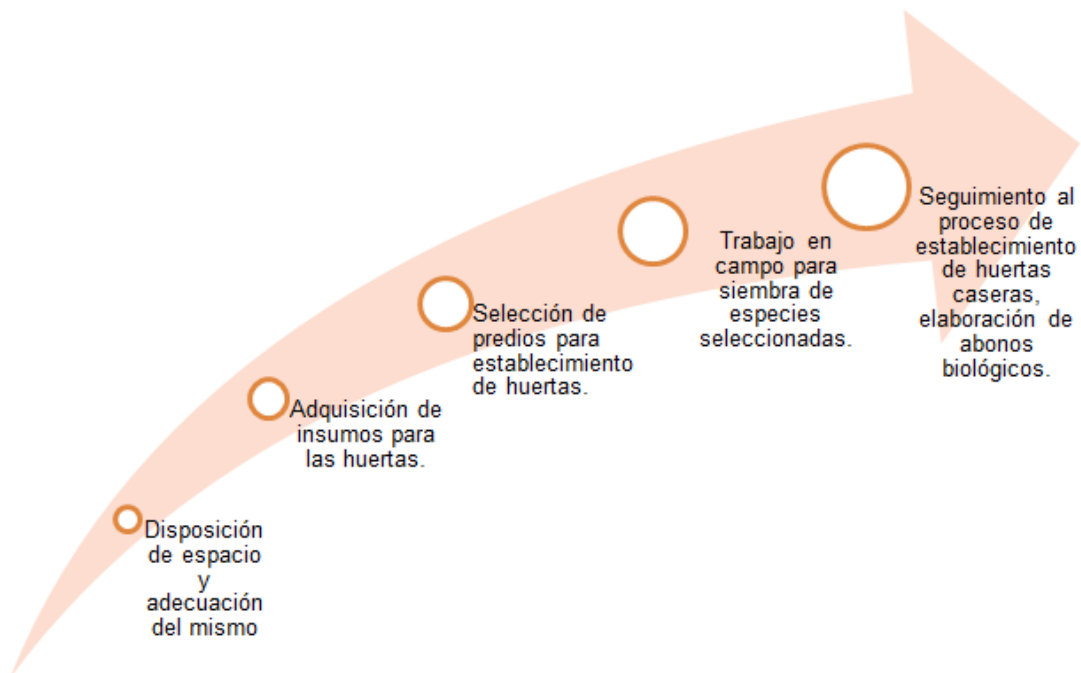 Disposición
de espacio
y
adecuación
del mismo
Adquisición de
insumos para
las huertas.
Selección de
predios para
establecimiento
de huertas.
Trabajo en
campo para
siembra de
especies
seleccionadas.
Seguimiento al
proceso de
establecimiento
de huertas
caseras,
elaboración de
abonos
biológicos.